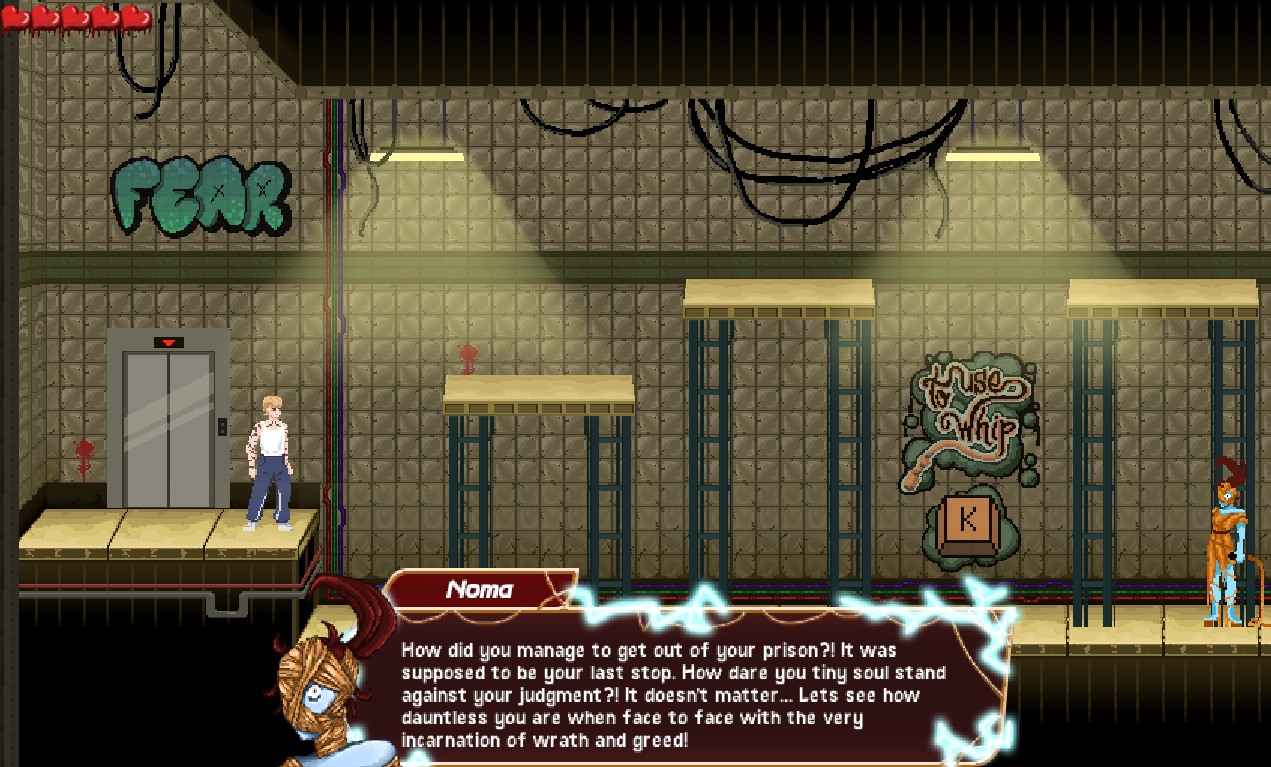 FEAR
to use
Whip
K
Noma
How did you manage to get out of your prison?! It was
supposed to be your last stop. How dare you tiny soul stand
against your judgment?! It doesn't matter... Lets see how
dauntless you are when face to face with the very
incarnation of wrath and greed!